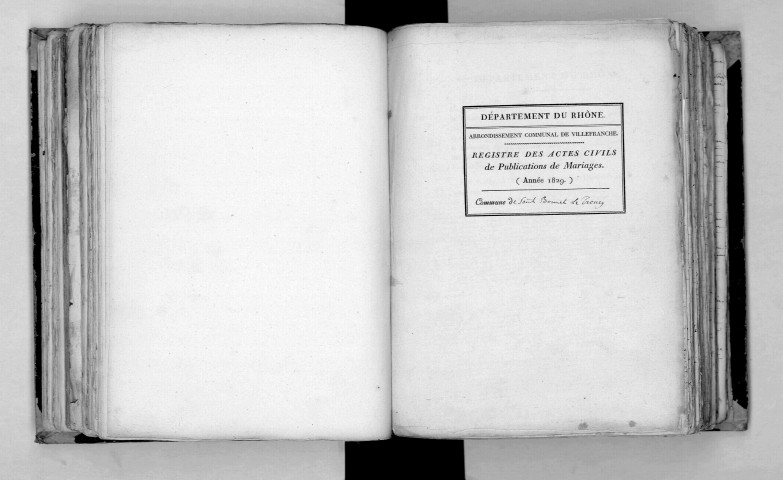 DÉPARTEMENT DU RHÔNE.
ARRONDISSEMENT COMMUNAL DE VILLEFRANCHE.
REGISTRE DES ACTES CIVILS
de Publications de Mariages.
( Année 1829. )
Commune de Saint Bonnet le Troncy